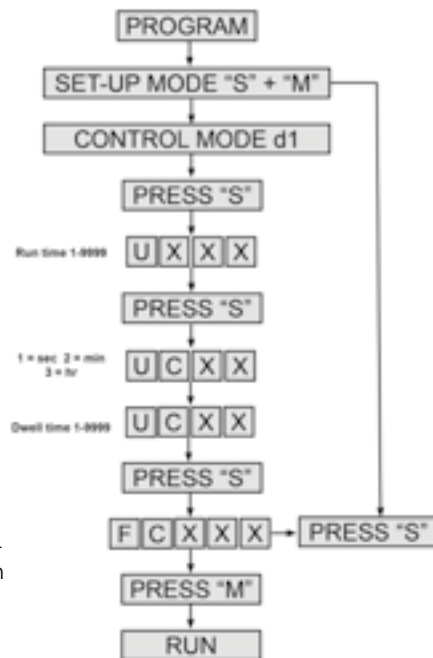 PROGRAM
SET-UP MODE "S" + "M"
CONTROL MODE d1
PRESS "S"
Run time 1-9999
U X X X
PRESS "S"
1 = sec 2 = min
3 = hr
U C X X
Dwell time 1-9999
U C X X
PRESS "S"
F C X X X
PRESS "S"
PRESS "M"
RUN